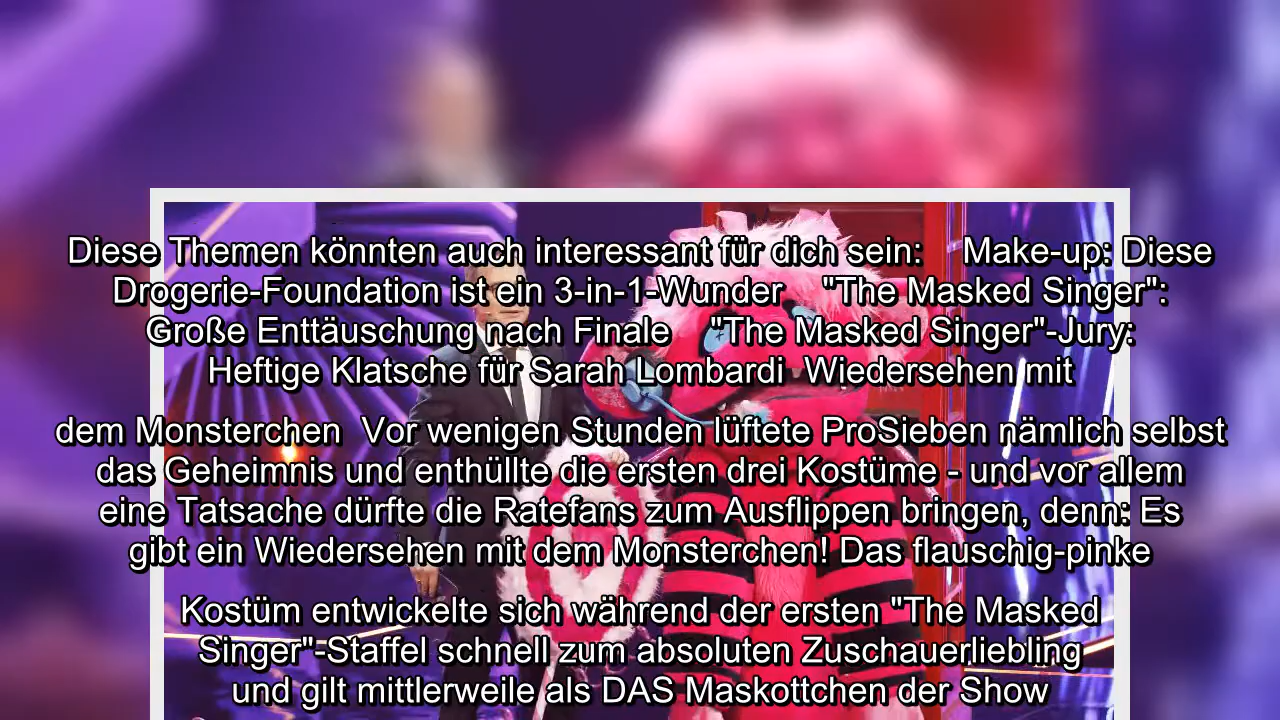 Diese Themen könnten auch interessant für dich sein: Make-up: Diese
Drogerie-Foundation ist ein 3-in-1-Wunder "The Masked Singer":
Große Enttäuschung nach Finale "The Masked Singer"-Jury:
Heftige Klatsche für Sarah Lombardi Wiedersehen mit
dem Monsterchen Vor wenigen Stunden lüftete ProSieben nämlich selbst
das Geheimnis und enthüllte die ersten drei Kostüme - und vor allem
eine Tatsache dürfte die Ratefans zum Ausflippen bringen, denn: Es
gibt ein Wiedersehen mit dem Monsterchen! Das flauschig-pinke
Kostüm entwickelte sich während der ersten "The Masked
Singer"-Staffel schnell zum absoluten Zuschauerliebling
und gilt mittlerweile als DAS Maskottchen der Show